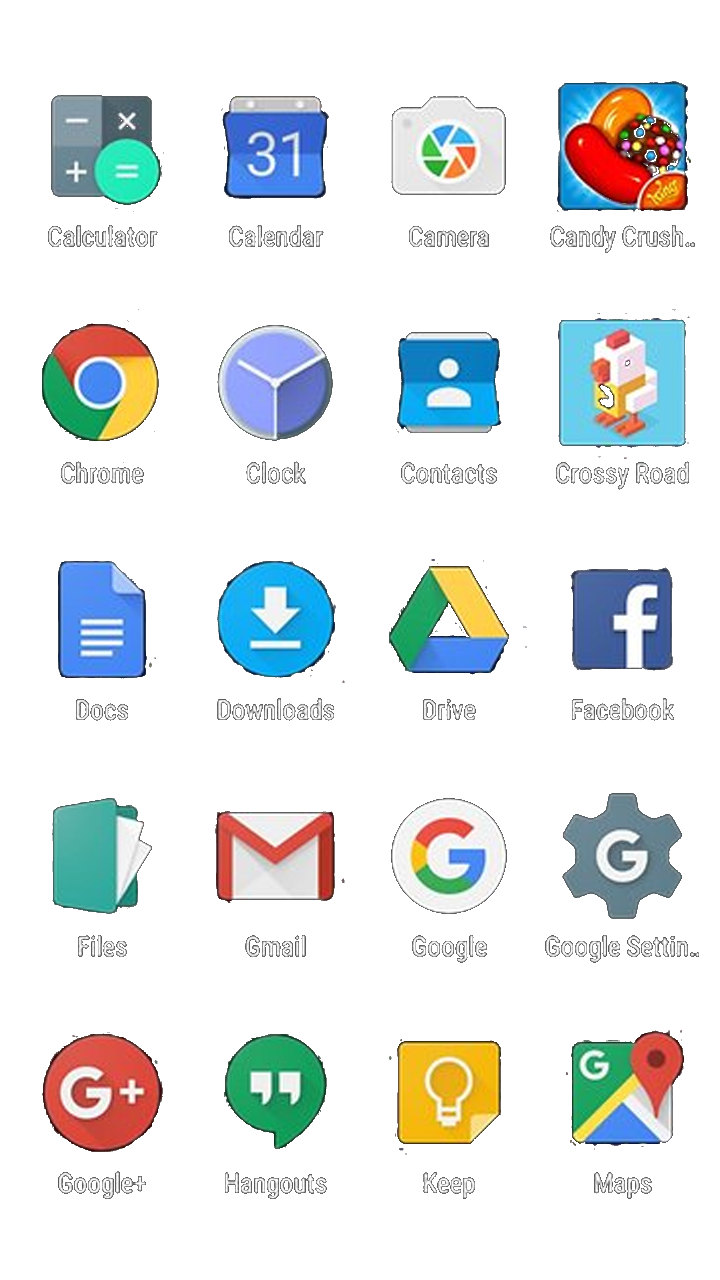 31
King
Calculator
Calendar
Camera
Candy Crush..
Chrome
Clock
Contacts
Crossy Road
f
Docs
Downloads
Drive
Facebook
G
G
Files
Gmail
Google
Google Settin..
G+
G
Google+
Hangouts
Keep
Maps